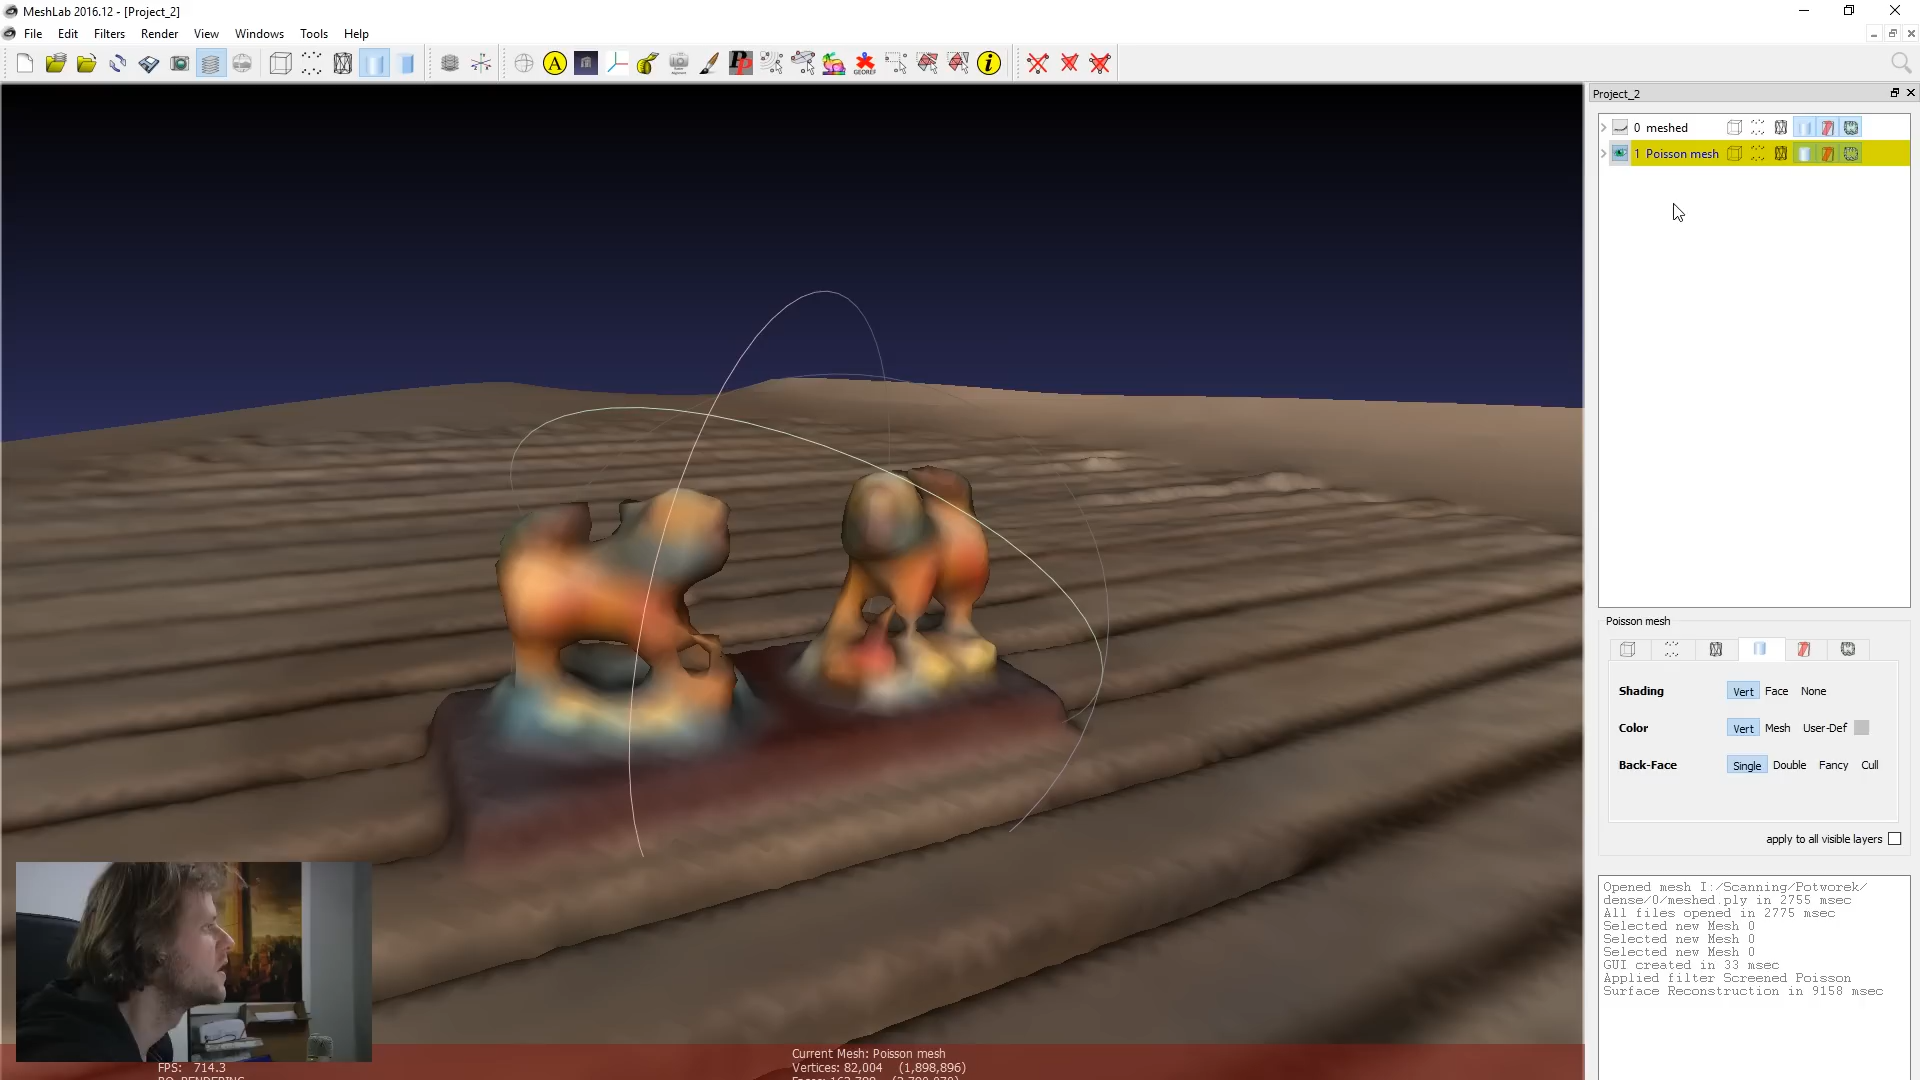 MeshLab 2016.12 - [Project_2]
File Edit Filters Render View Windows Tools Help
A
GEOREF
i
Project_2
0 meshed
1 Poisson mesh
Poisson mesh
Shading Vert Face None
Color Vert Mesh User-Def
Back-Face Single Double Fancy Cull
apply to all visible layers
Opened mesh I:/Scanning/Potworek/
dense/0/meshed.ply in 2755 msec
All files opened in 2775 msec
Selected new Mesh 0
Selected new Mesh 0
Selected new Mesh 0
GUI created in 33 msec
Applied filter Screened Poisson
Surface Reconstruction in 9158 msec
Current Mesh: Poisson mesh
FPS: 714.3
Vertices: 82,004 (1,898,896)